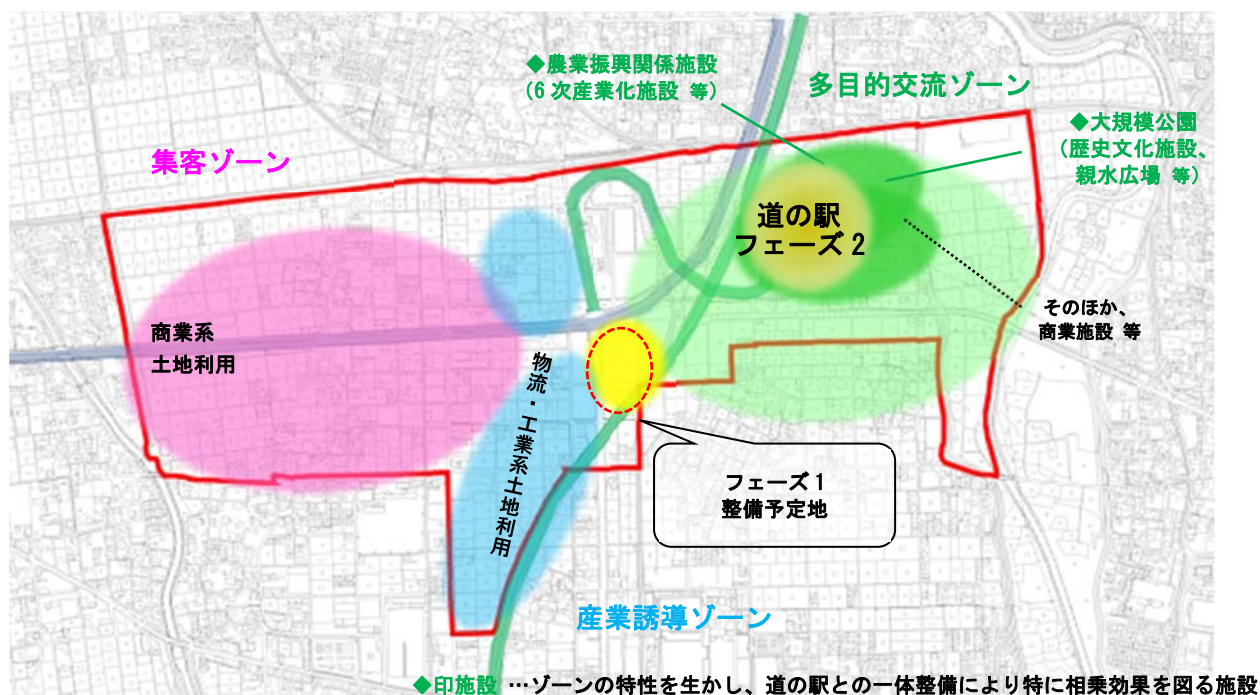 ◆農業振興関係施設
(6次産業化施設 等)
多目的交流ゾーン
◆大規模公園
(歴史文化施設、
親水広場 等)
集客ゾーン
道の駅
フェーズ2
そのほか、
商業施設 等
商業系
土地利用
物流・工業系土地利用
フェーズ1
整備予定地
産業誘導ゾーン
◆印施設 …ゾーンの特性を生かし、道の駅との一体整備により特に相乗効果を図る施設